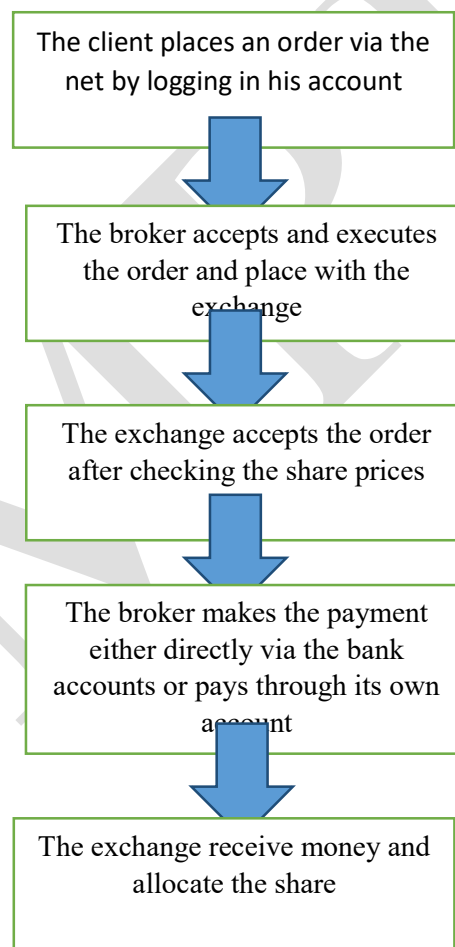 The client places an order via the
net by logging in his account
The broker accepts and executes
the order and place with the
exchange
The exchange accepts the order
after checking the share prices
The broker makes the payment
either directly via the bank
accounts or pays through its own
account
The exchange receive money and
allocate the share